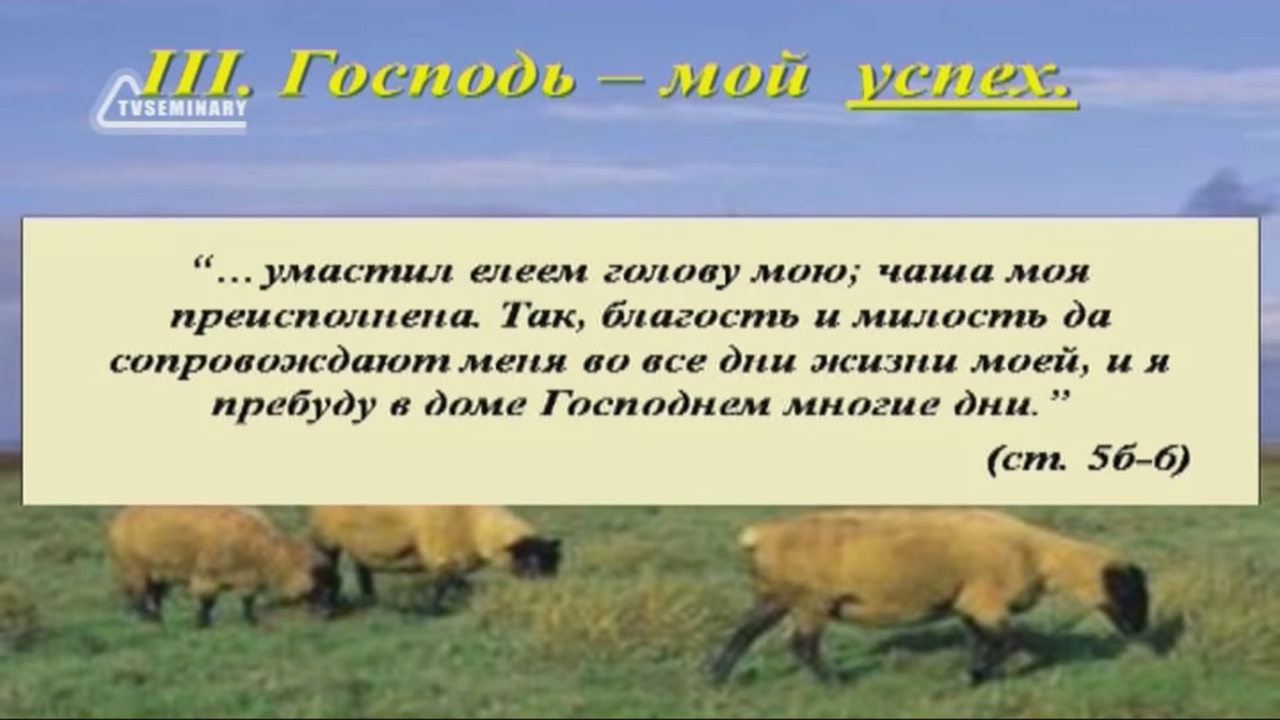 III. Господь – мой успех.
TVSEMINARY
“…умастил елеем голову мою; чаша моя
преисполнена. Так, благость и милость да
сопровождают меня во все дни жизни моей, и я
пребуду в доме Господнем многие дни.”
(ст. 5б-6)